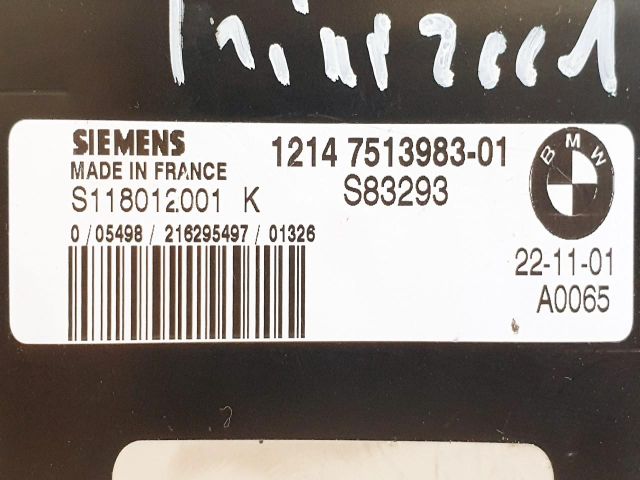 SIEMENS
MADE IN FRANCE
S118012001 K
1214 7513983-01
S83293
BMW
0 / 05498 / 216295497 / 01326
22-11-01
A0065